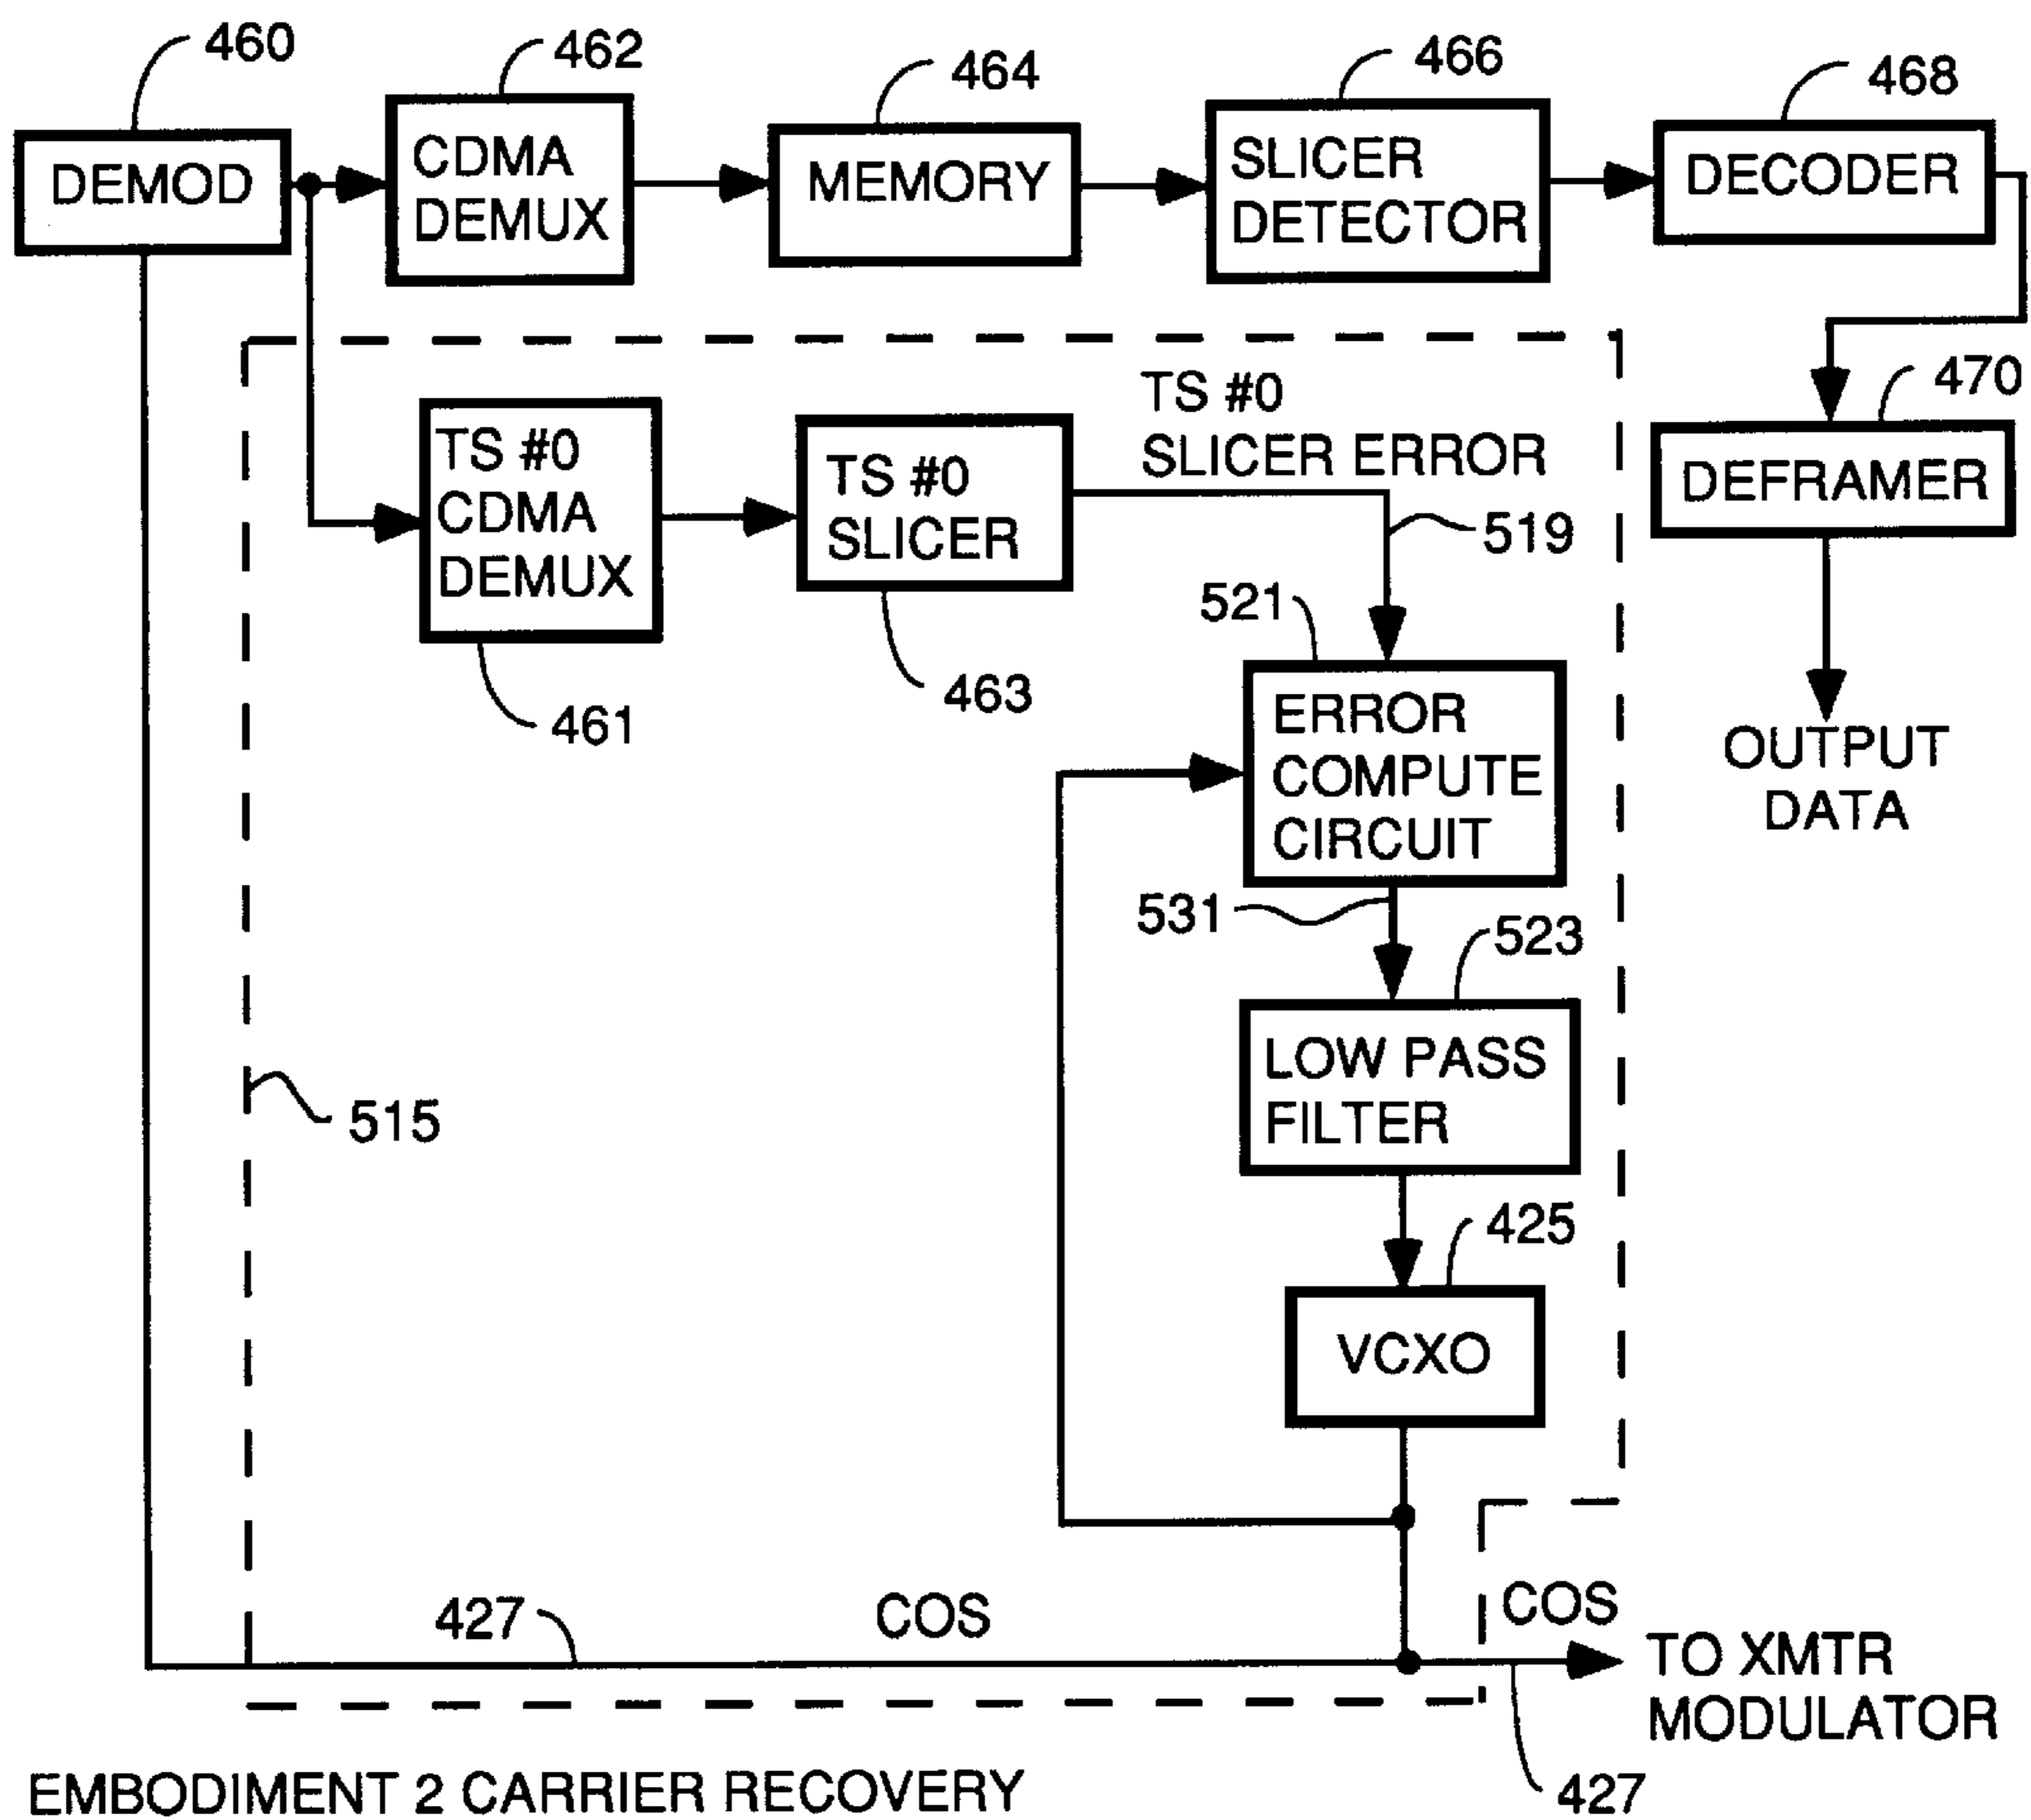 460
462
464
466
468
DEMOD
CDMA
DEMUX
MEMORY
SLICER
DETECTOR
DECODER
TS #0
SLICER ERROR
470
TS #0
CDMA
DEMUX
TS #0
SLICER
DEFRAMER
519
521
463
461
ERROR
COMPUTE
CIRCUIT
OUTPUT
DATA
531
523
LOW PASS
FILTER
515
425
VCXO
427
COS
COS
TO XMTR
MODULATOR
427
EMBODIMENT 2 CARRIER RECOVERY